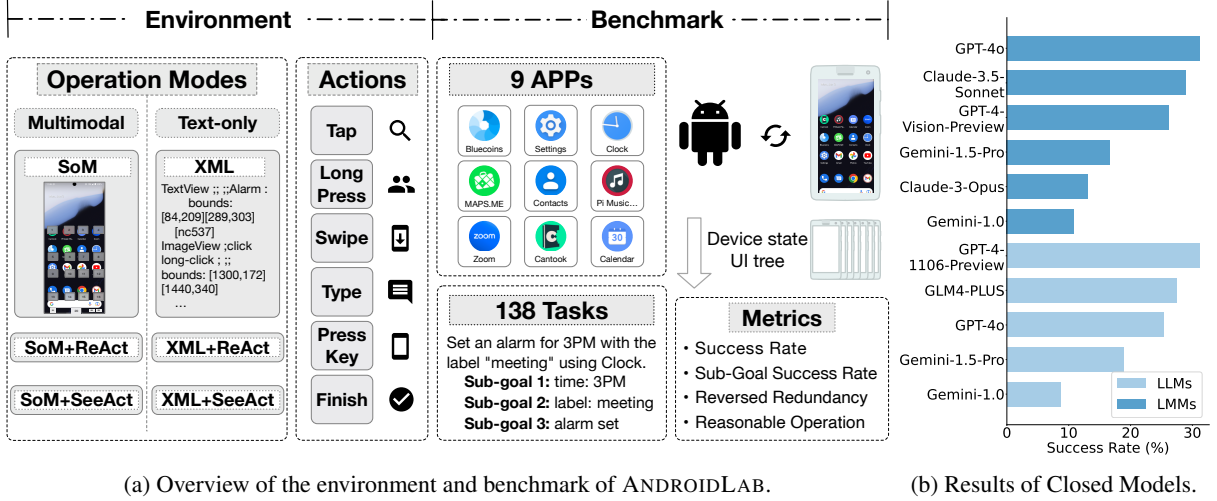 Environment
Benchmark
Operation Modes
Multimodal
Text-only
SoM
XML
TextView ;; ;;Alarm :
bounds:
[84,209][289,303]
[nc537]
ImageView ;click
long-click ; ;;
bounds: [1300,172]
[1440,340]
...
SoM+ReAct
XML+ReAct
SoM+SeeAct
XML+SeeAct
Actions
Tap
Long
Press
Swipe
Type
Press
Key
Finish
9 APPs
Bluecoins
Settings
Clock
MAPS.ME
Contacts
Pi Music...
zoom
30
Zoom
Cantook
Calendar
138 Tasks
Set an alarm for 3PM with the
label "meeting" using Clock.
Sub-goal 1: time: 3PM
Sub-goal 2: label: meeting
Sub-goal 3: alarm set
Device state
UI tree
Metrics
• Success Rate
• Sub-Goal Success Rate
• Reversed Redundancy
• Reasonable Operation
GPT-4o
Claude-3.5-
Sonnet
GPT-4-
Vision-Preview
Gemini-1.5-Pro
Claude-3-Opus
Gemini-1.0
GPT-4-
1106-Preview
GLM4-PLUS
GPT-4o
Gemini-1.5-Pro
Gemini-1.0
LLMs
LMMs
0 10 20 30
Success Rate (%)
(a) Overview of the environment and benchmark of ANDROIDLAB.
(b) Results of Closed Models.